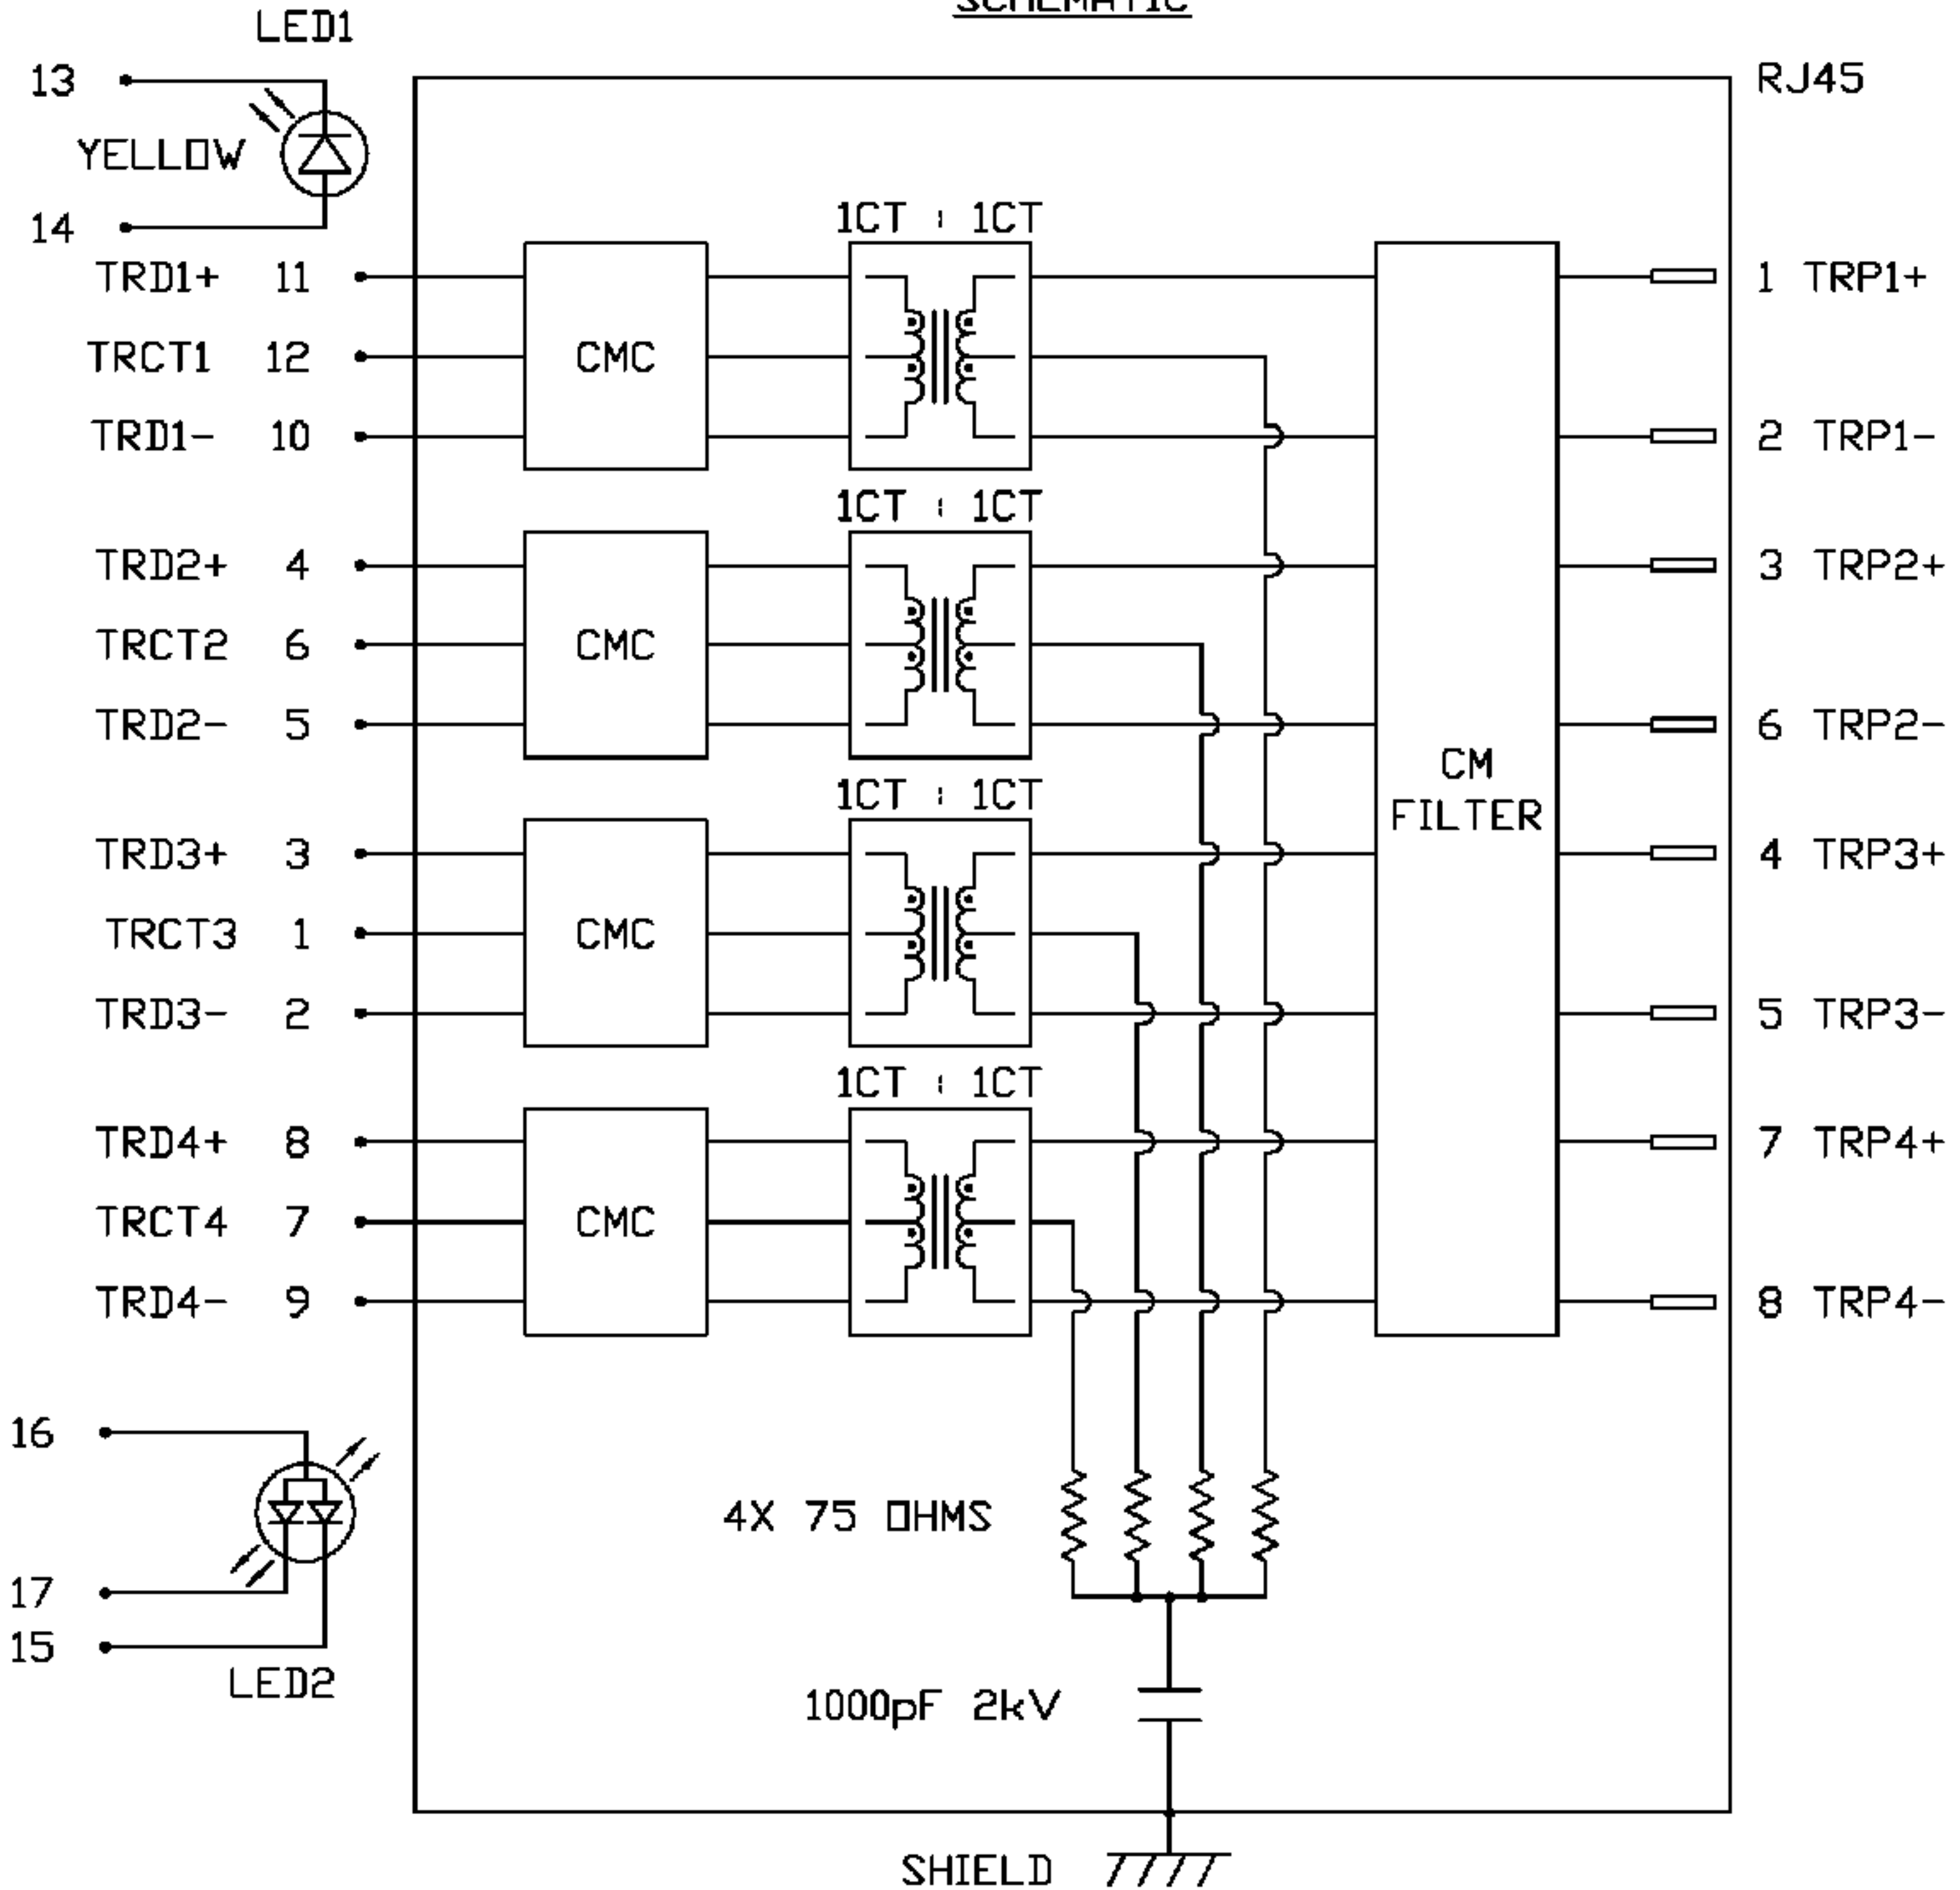 SCHEMATIC
LED1
13
RJ45
YELLOW
14
1CT : 1CT
TRD1+ 11
1 TRP1+
TRCT1 12
CMC
TRD1- 10
2 TRP1-
1CT : 1CT
TRD2+ 4
3 TRP2+
TRCT2 6
CMC
TRD2- 5
6 TRP2-
CM
FILTER
1CT : 1CT
TRD3+ 3
4 TRP3+
TRCT3 1
CMC
TRD3- 2
5 TRP3-
1CT : 1CT
TRD4+ 8
7 TRP4+
TRCT4 7
CMC
TRD4- 9
8 TRP4-
16
4X 75 OHMS
17
15
LED2
1000pF 2kV
SHIELD